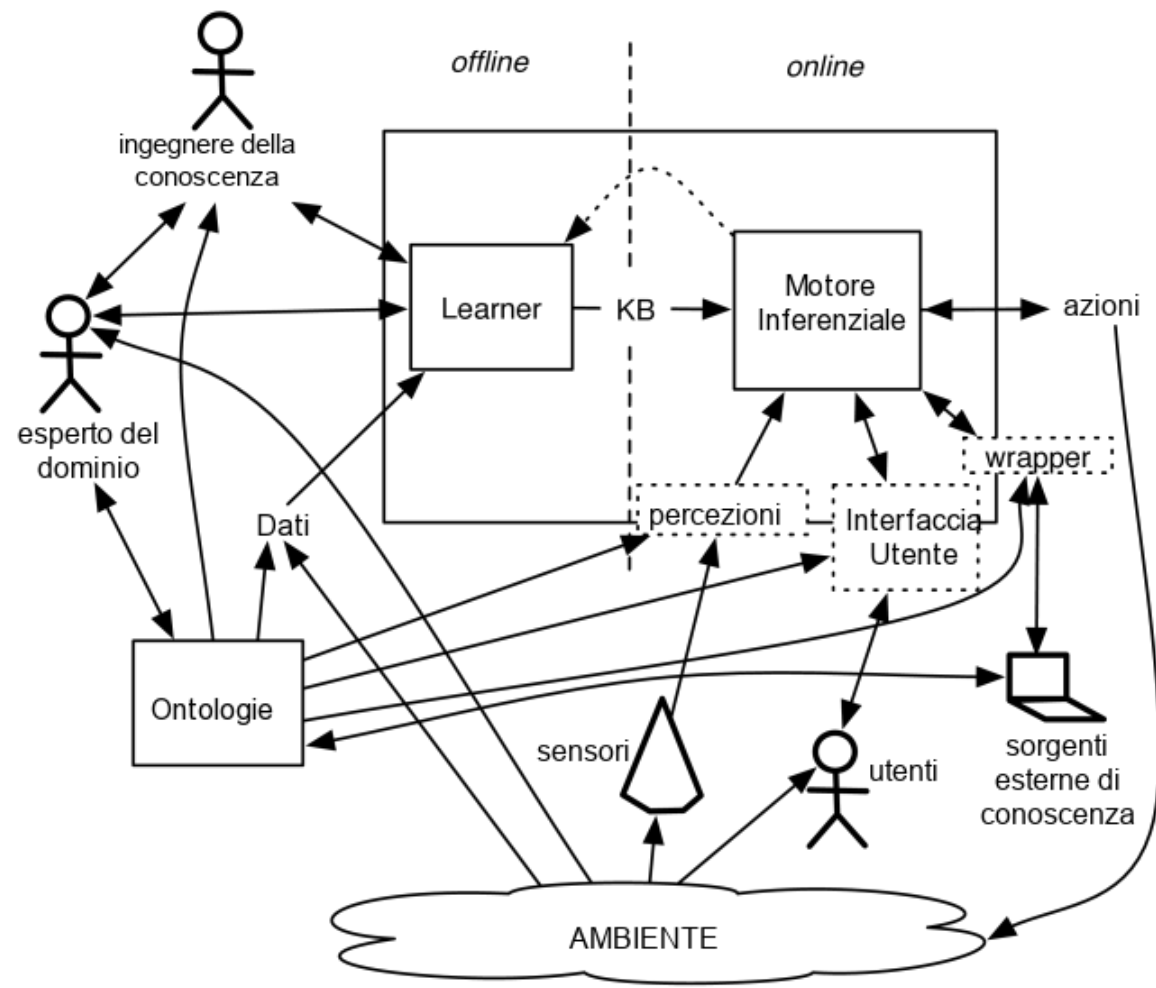 offline
online
ingegnere della
conoscenza
Learner
KB
Motore
Inferenziale
azioni
esperto del
dominio
wrapper
Dati
percezioni
Interfaccia
Utente
Ontologie
sensori
utenti
sorgenti
esterne di
conoscenza
AMBIENTE